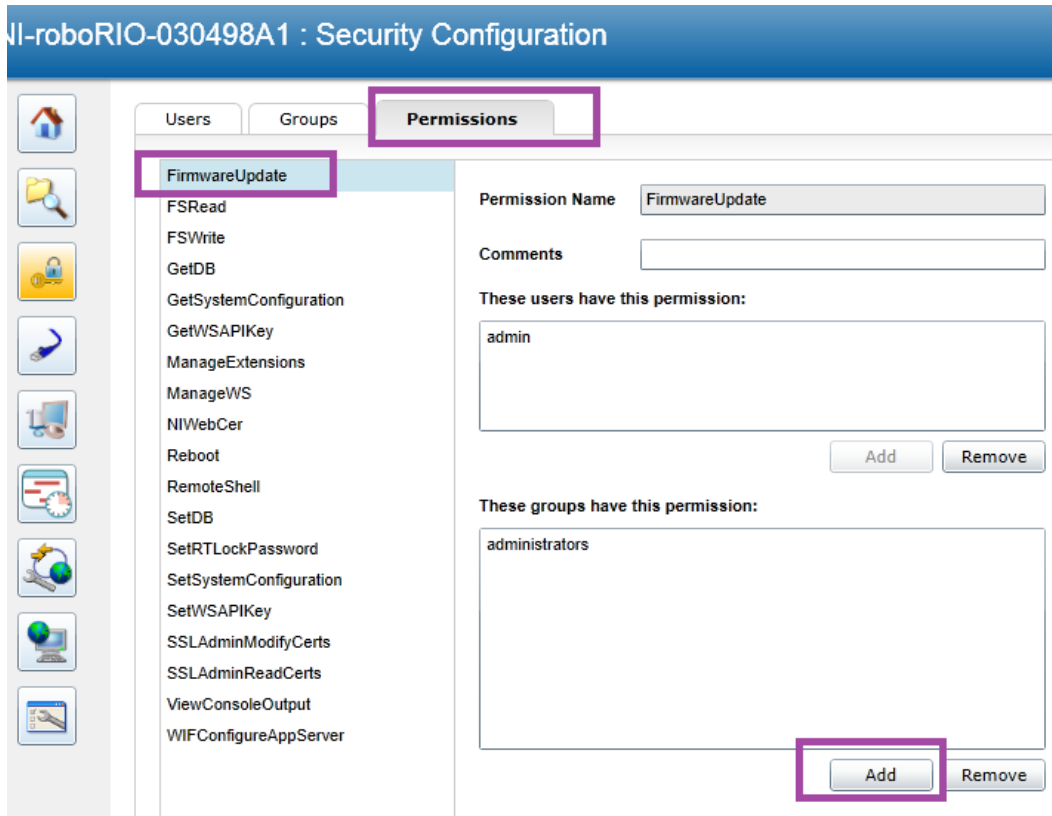 NI-roboRIO-030498A1 : Security Configuration
Users Groups Permissions
FirmwareUpdate
FSRead
FSWrite
GetDB
GetSystemConfiguration
GetWSAPIKey
ManageExtensions
ManageWS
NIWebCer
Reboot
RemoteShell
SetDB
SetRTLockPassword
SetSystemConfiguration
SetWSAPIKey
SSLAdminModifyCerts
SSLAdminReadCerts
ViewConsoleOutput
WIFConfigureAppServer
Permission Name FirmwareUpdate
Comments
These users have this permission:
admin
Add Remove
These groups have this permission:
administrators
Add Remove